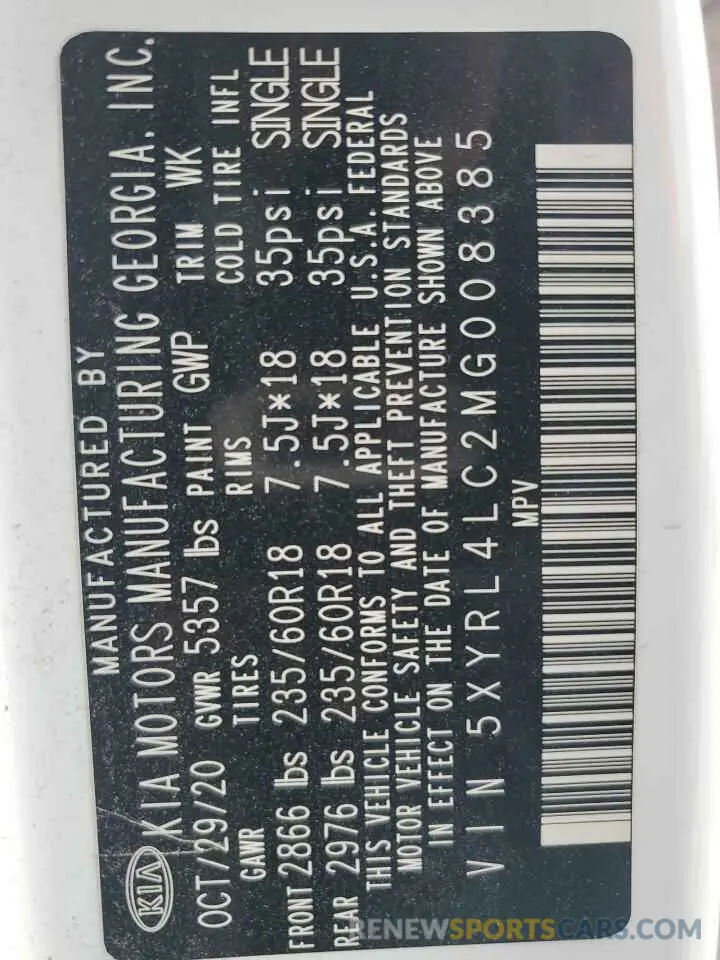 MANUFACTURED BY
KIA KIA MOTORS MANUFACTURING GEORGIA, INC.
OCT/29/20 GVWR 5357 lbs PAINT GWP TRIM WK
GAWR TIRES RIMS COLD TIRE INFL
FRONT 2866 lbs 235/60R18 7.5J*18 35psi SINGLE
REAR 2976 lbs 235/60R18 7.5J*18 35psi SINGLE
THIS VEHICLE CONFORMS TO ALL APPLICABLE U.S.A. FEDERAL
MOTOR VEHICLE SAFETY AND THEFT PREVENTION STANDARDS
IN EFFECT ON THE DATE OF MANUFACTURE SHOWN ABOVE
VIN 5XYRL4LC2MG008385
MPV
RENEWSPORTSCARS.COM